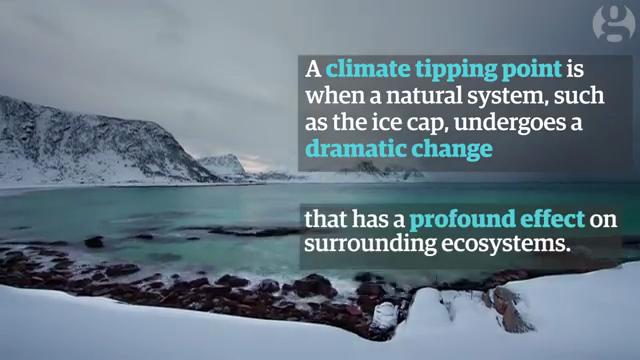 A climate tipping point is
when a natural system, such
as the ice cap, undergoes a
dramatic change
that has a profound effect on
surrounding ecosystems.